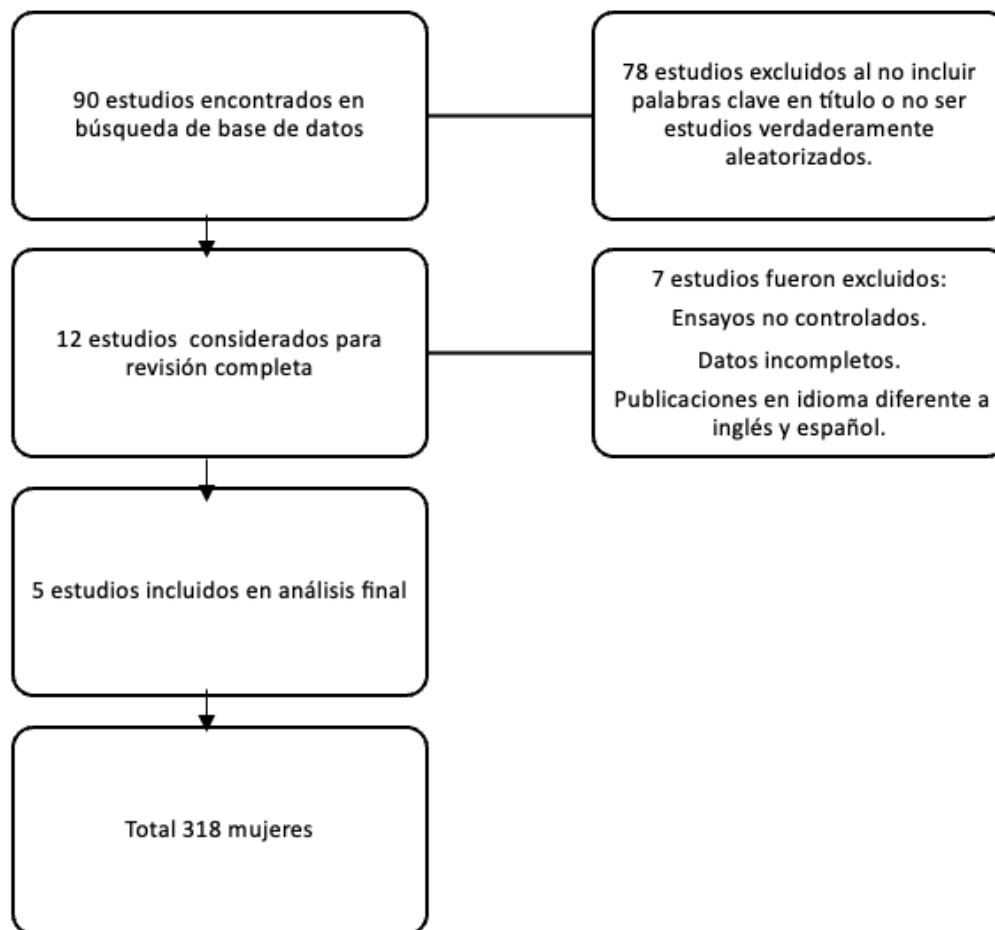 90 estudios encontrados en
búsqueda de base de datos
78 estudios excluidos al no incluir
palabras clave en título o no ser
estudios verdaderamente
aleatorizados.
12 estudios considerados para
revisión completa
7 estudios fueron excluidos:
Ensayos no controlados.
Datos incompletos.
Publicaciones en idioma diferente a
inglés y español.
5 estudios incluidos en análisis final
Total 318 mujeres